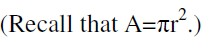 (Recall that A=πr².)